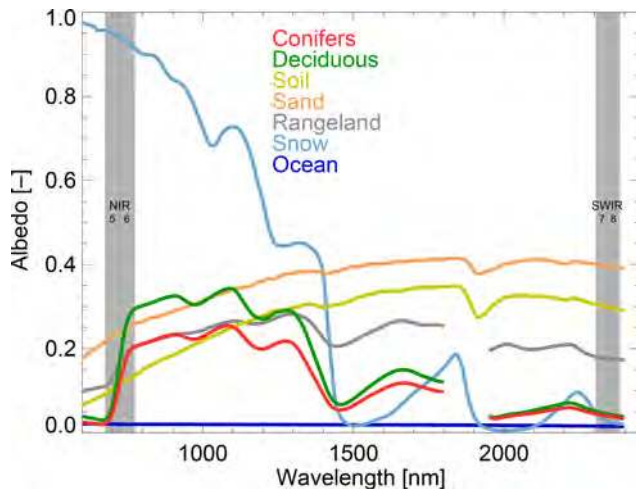 1.0
0.8
0.6
0.4
0.2
0.0
Albedo [–]
Conifers
Deciduous
Soil
Sand
Rangeland
Snow
Ocean
NIR
5 6
SWIR
7 8
1000
1500
2000
Wavelength [nm]